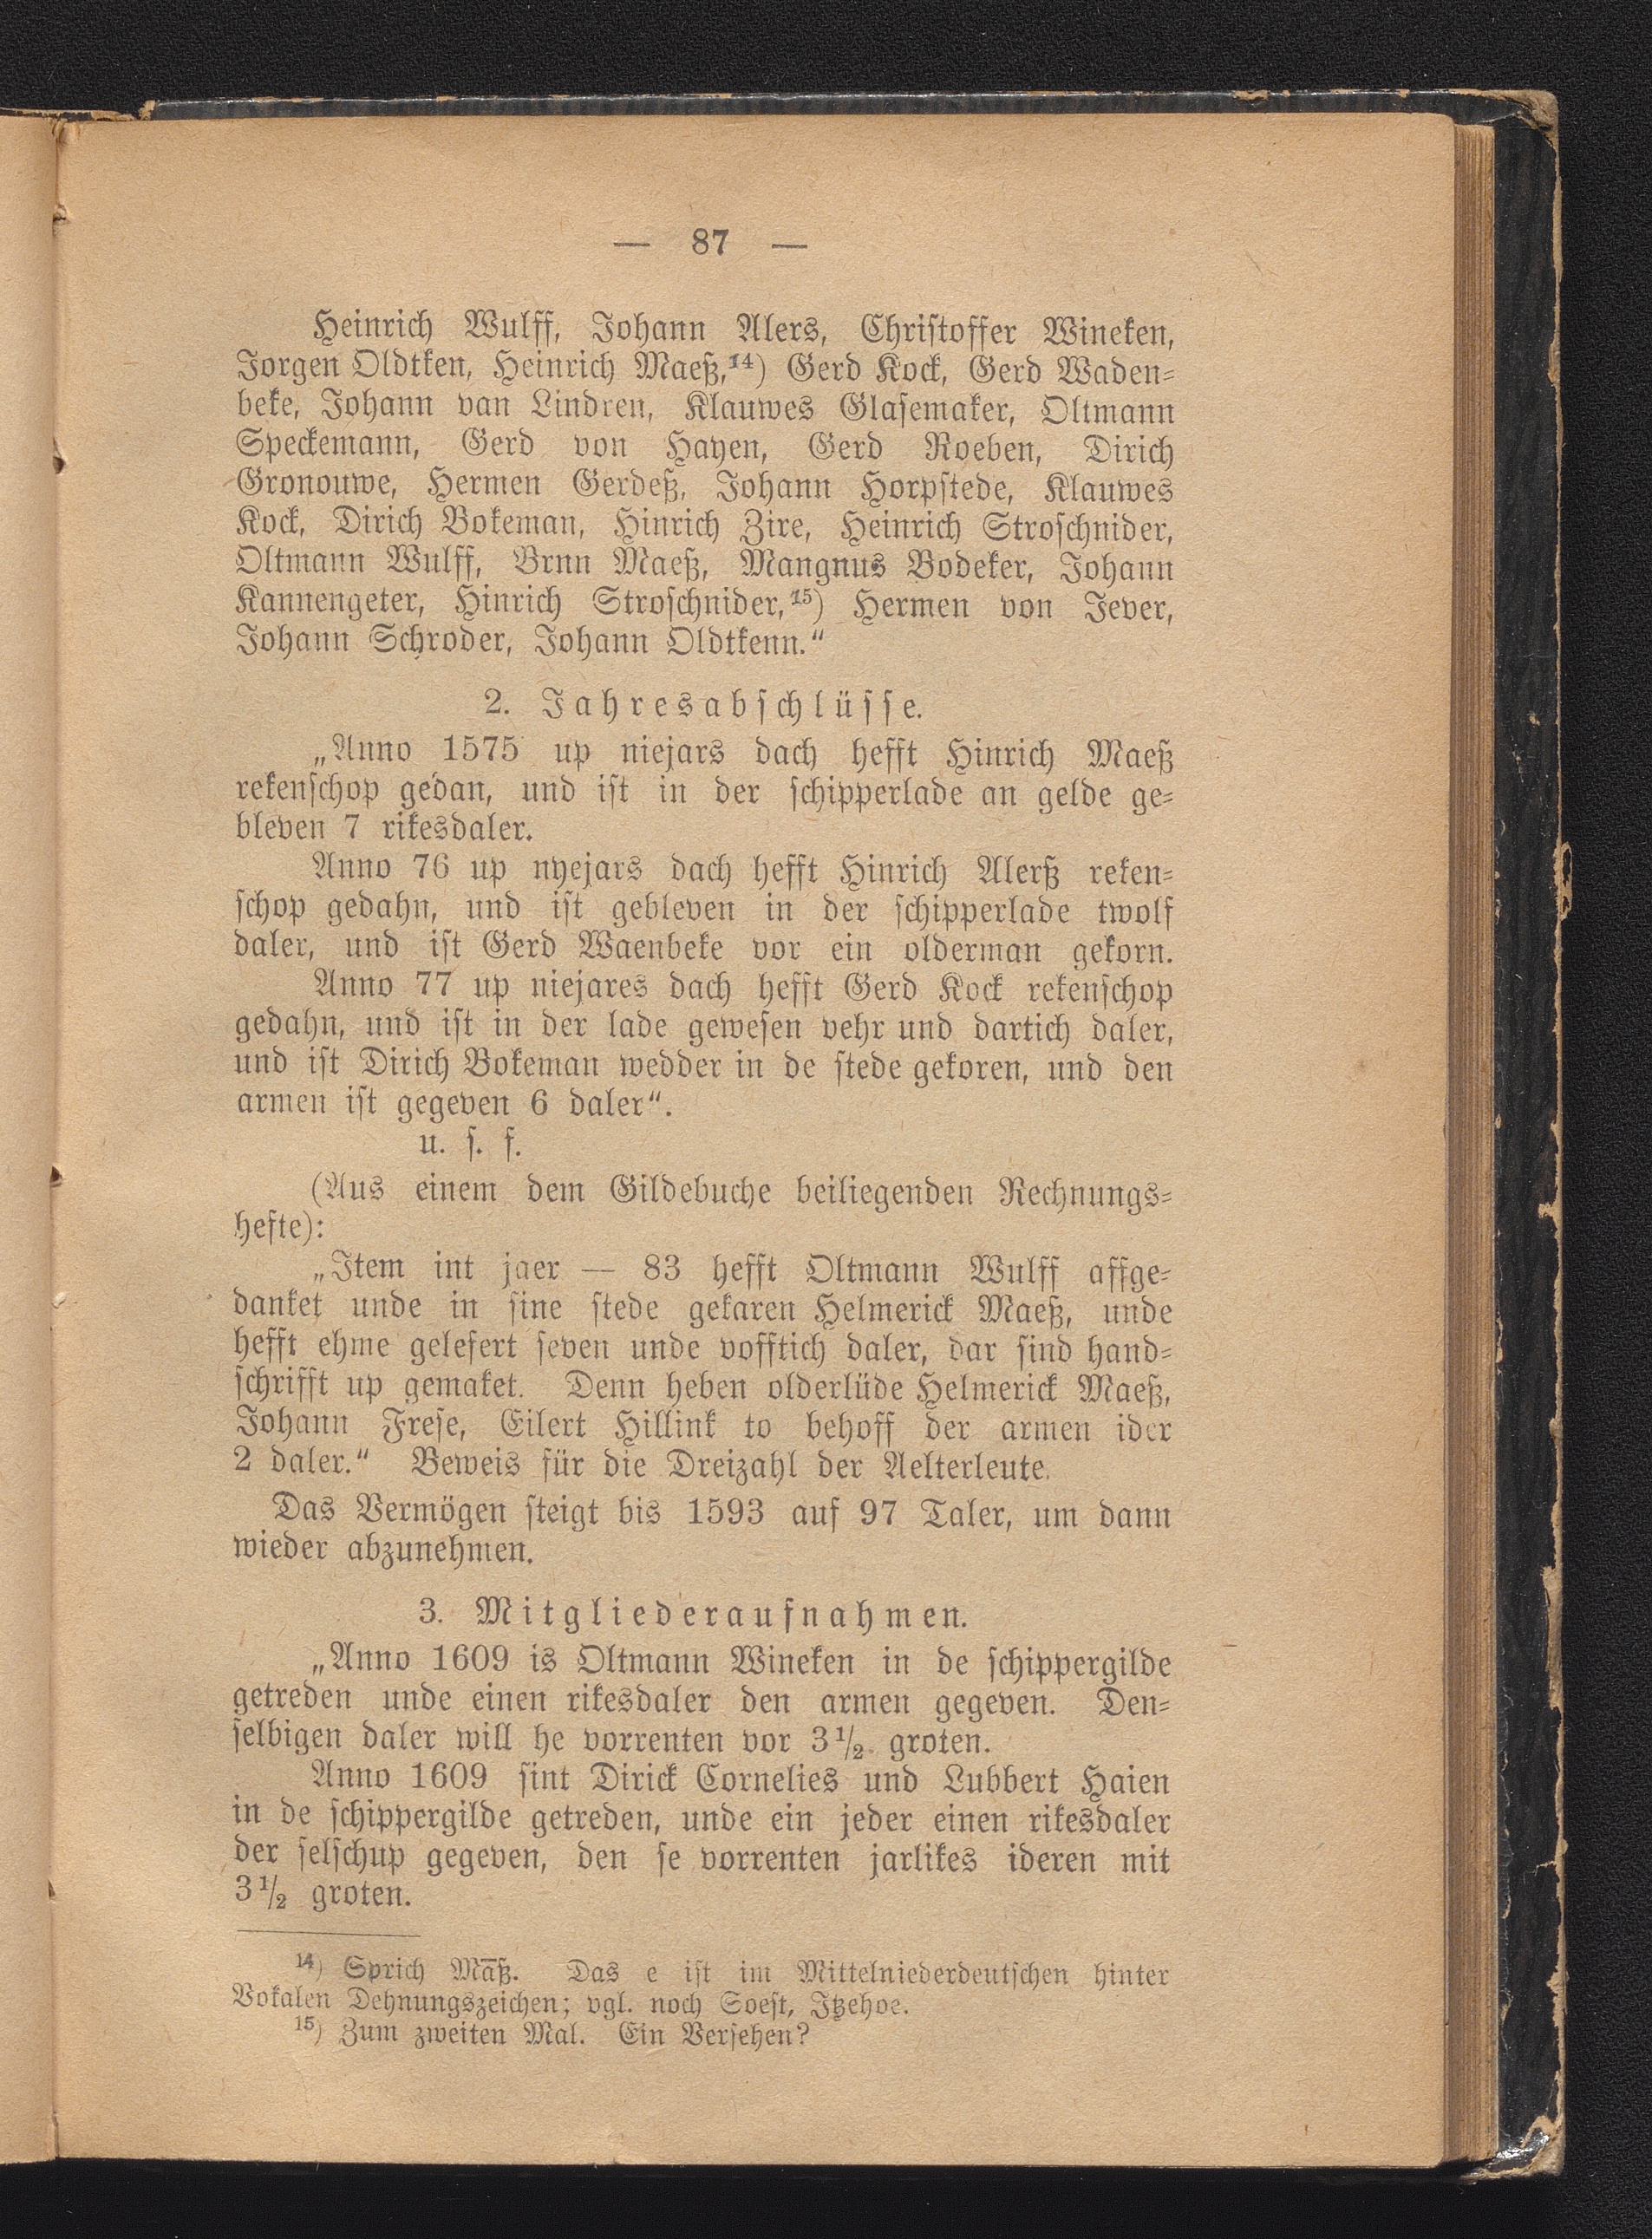 — 87 —
Heinrich Wulff, Johann Alers, Christoffer Wineken,
Jorgen Oldtken, Heinrich Maeß,¹⁴) Gerd Kock, Gerd Waden-
beke, Johann van Lindren, Klauwes Glasemaker, Oltmann
Speckemann, Gerd von Hayen, Gerd Roeben, Dirich
Gronouwe, Hermen Gerdeß, Johann Horpstede, Klauwes
Kock, Dirich Bokeman, Hinrich Zire, Heinrich Stroschnider,
Oltmann Wulff, Brnn Maeß, Mangnus Bodeker, Johann
Kannengeter, Hinrich Stroschnider,¹⁵) Hermen von Jever,
Johann Schroder, Johann Oldtkenn.“
2. Jahresabschlüsse.
„Anno 1575 up niejars dach hefft Hinrich Maeß
rekenschop gedan, und ist in der schipperlade an gelde ge-
bleven 7 rikesdaler.
Anno 76 up nyejars dach hefft Hinrich Alerß reken-
schop gedahn, und ist gebleven in der schipperlade twolf
daler, und ist Gerd Waenbeke vor ein olderman gekorn.
Anno 77 up niejares dach hefft Gerd Kock rekenschop
gedahn, und ist in der lade gewesen vehr und dartich daler,
und ist Dirich Bokeman wedder in de stede gekoren, und den
armen ist gegeven 6 daler“.
u. s. f.
(Aus einem dem Gildebuche beiliegenden Rechnungs-
hefte):
„Item int jaer — 83 hefft Oltmann Wulff affge-
danket unde in sine stede gekaren Helmerick Maeß, unde
hefft ehme gelefert seven unde vofftich daler, dar sind hand-
schrifft up gemaket. Denn heben olderlüde Helmerick Maeß,
Johann Frese, Eilert Hillink to behoff der armen ider
2 daler.“ Beweis für die Dreizahl der Aelterleute.
Das Vermögen steigt bis 1593 auf 97 Taler, um dann
wieder abzunehmen.
3. Mitgliederaufnahmen.
„Anno 1609 is Oltmann Wineken in de schippergilde
getreden unde einen rikesdaler den armen gegeven. Den-
selbigen daler will he vorrenten vor 3½ groten.
Anno 1609 sint Dirick Cornelies und Lubbert Haien
in de schippergilde getreden, unde ein jeder einen rikesdaler
der selschup gegeven, den se vorrenten jarlikes ideren mit
3½ groten.
¹⁴) Sprich Māß. Das e ist im Mittelniederdeutschen hinter
Vokalen Dehnungszeichen; vgl. noch Soest, Itzehoe.
¹⁵) Zum zweiten Mal. Ein Versehen?